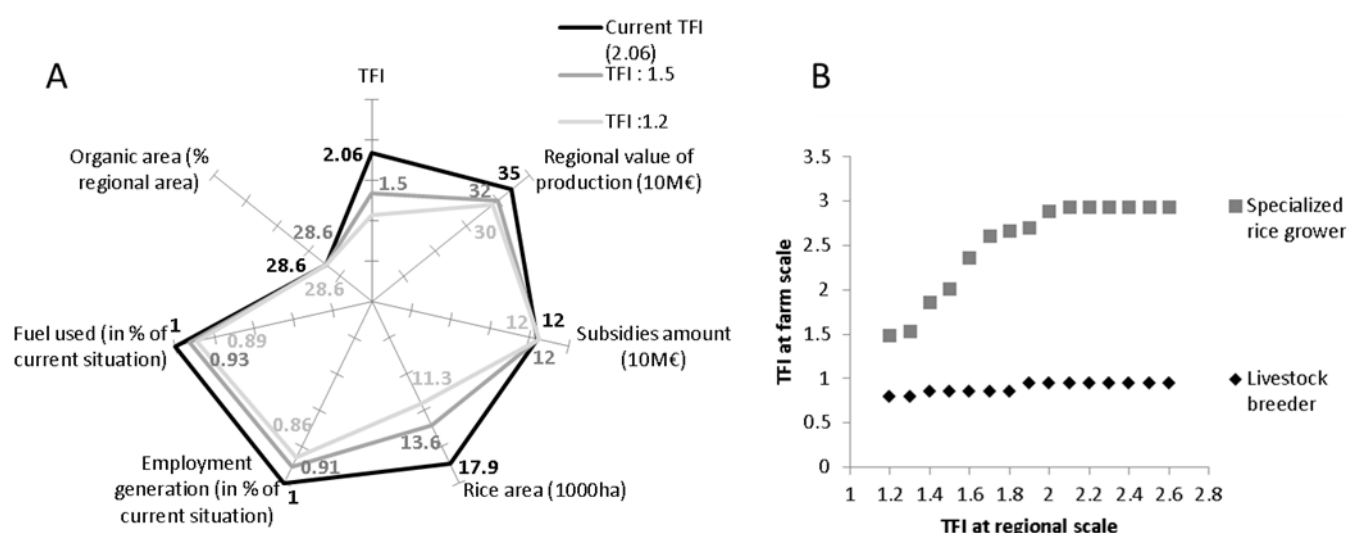 A
TFI
Current TFI
(2.06)
TFI : 1.5
TFI :1.2
Organic area (%
regional area)
2.06
1.5
Regional value of
production (10M€)
35
32
30
28.6
28.6
28.6
Fuel used (in % of
current situation)
1
0.89
0.93
12
12
12
Subsidies amount
(10M€)
11.3
13.6
17.9
Rice area (1000ha)
0.86
0.91
1
Employment
generation (in % of
current situation)
B
TFI at farm scale
3.5
3
2.5
2
1.5
1
0.5
0
1 1.2 1.4 1.6 1.8 2 2.2 2.4 2.6 2.8
TFI at regional scale
Specialized
rice grower
Livestock
breeder